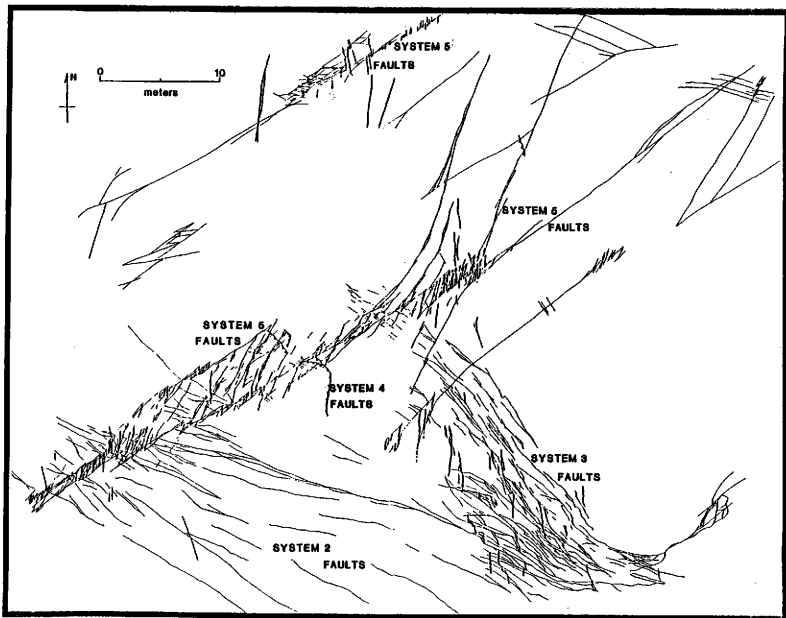 SYSTEM 5
FAULTS
N
0 10
meters
SYSTEM 5
FAULTS
SYSTEM 5
FAULTS
SYSTEM 4
FAULTS
SYSTEM 3
FAULTS
SYSTEM 2
FAULTS